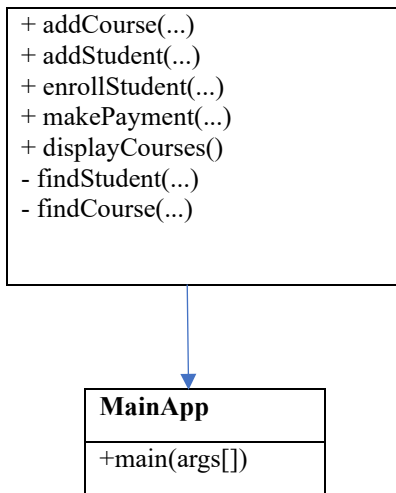 + addCourse(...)
+ addStudent(...)
+ enrollStudent(...)
+ makePayment(...)
+ displayCourses()
- findStudent(...)
- findCourse(...)
MainApp
+main(args[])